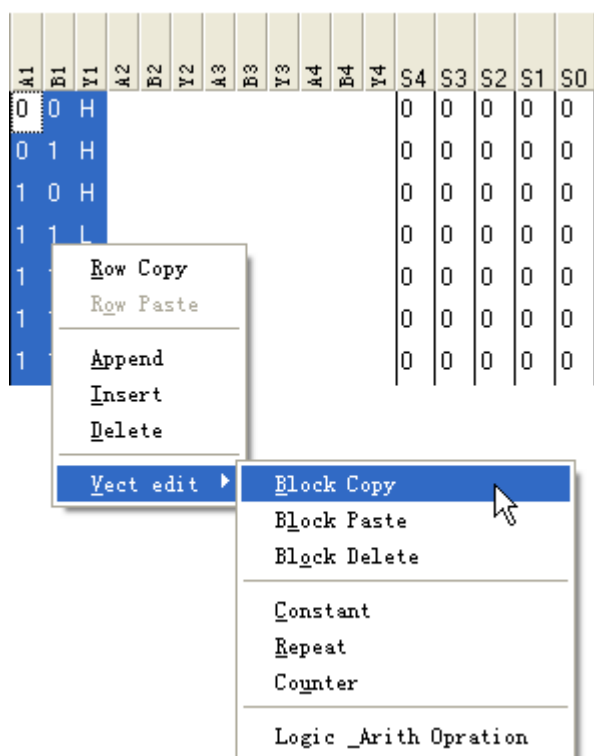 A1 B1 Y1 A2 B2 Y2 A3 B3 Y3 A4 B4 Y4 S4 S3 S2 S1 S0
0 0 H 0 0 0 0 0
0 1 H 0 0 0 0 0
1 0 H 0 0 0 0 0
1 1 L 0 0 0 0 0
1 0 0 0 0 0
1 0 0 0 0 0
1 0 0 0 0 0
Row Copy
Row Paste
Append
Insert
Delete
Vect edit
Block Copy
Block Paste
Block Delete
Constant
Repeat
Counter
Logic _Arith Opration